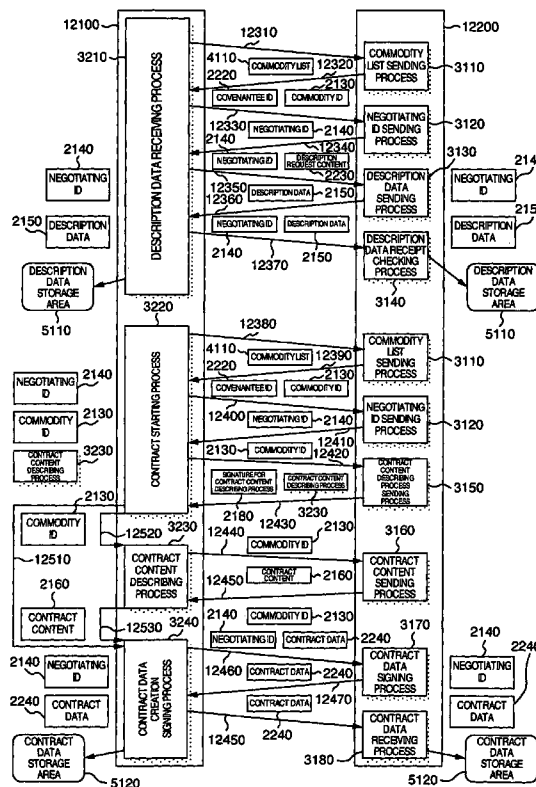 12100
12200
3210
12310
4110
COMMODITY LIST
12320
COMMODITY
LIST SENDING
PROCESS
3110
2220
2130
COVENANTEE ID
COMMODITY ID
12330
NEGOTIATING ID
2140
NEGOTIATING
ID SENDING
PROCESS
3120
2140
12340
NEGOTIATING ID
DESCRIPTION
REQUEST CONTENT
2230
3130
12350
12360
DESCRIPTION DATA
2150
DESCRIPTION
DATA
SENDING
PROCESS
NEGOTIATING ID
DESCRIPTION DATA
2140
2150
12370
DESCRIPTION
DATA RECEIPT
CHECKING
PROCESS
3140
DESCRIPTION DATA RECEIVING PROCESS
2140
NEGOTIATING
ID
2150
DESCRIPTION
DATA
DESCRIPTION
DATA
STORAGE
AREA
5110
214
NEGOTIATING
ID
215
DESCRIPTION
DATA
DESCRIPTION
DATA
STORAGE
AREA
5110
3220
12380
4110
COMMODITY LIST
12390
COMMODITY
LIST SENDING
PROCESS
3110
2220
2130
COVENANTEE ID
COMMODITY ID
12400
NEGOTIATING ID
2140
NEGOTIATING
ID SENDING
PROCESS
3120
12410
2130
COMMODITY ID
12420
SIGNATURE FOR
CONTRACT CONTENT
DESCRIBING PROCESS
CONTRACT CONTENT
DESCRIBING PROCESS
2180
3230
12430
CONTRACT
CONTENT
DESCRIBING
PROCESS
SENDING
PROCESS
3150
CONTRACT STARTING PROCESS
2140
NEGOTIATING
ID
2130
COMMODITY
ID
3230
CONTRACT
CONTENT
DESCRIBING
PROCESS
2130
COMMODITY
ID
12520
12510
3230
12440
2130
COMMODITY ID
3160
CONTRACT
CONTENT
DESCRIBING
PROCESS
CONTRACT
CONTENT
2160
12450
CONTRACT
CONTENT
SENDING
PROCESS
2160
CONTRACT
CONTENT
12530
3240
2140
COMMODITY ID
2130
3170
NEGOTIATING ID
CONTRACT DATA
2240
12460
CONTRACT DATA
2240
12470
CONTRACT
DATA
SIGNING
PROCESS
CONTRACT DATA
2240
12450
CONTRACT
DATA
RECEIVING
PROCESS
3180
CONTRACT DATA
CREATION
SIGNING PROCESS
2140
NEGOTIATING
ID
2240
CONTRACT
DATA
CONTRACT
DATA
STORAGE
AREA
5120
2140
NEGOTIATING
ID
2240
CONTRACT
DATA
CONTRACT
DATA
STORAGE
AREA
5120